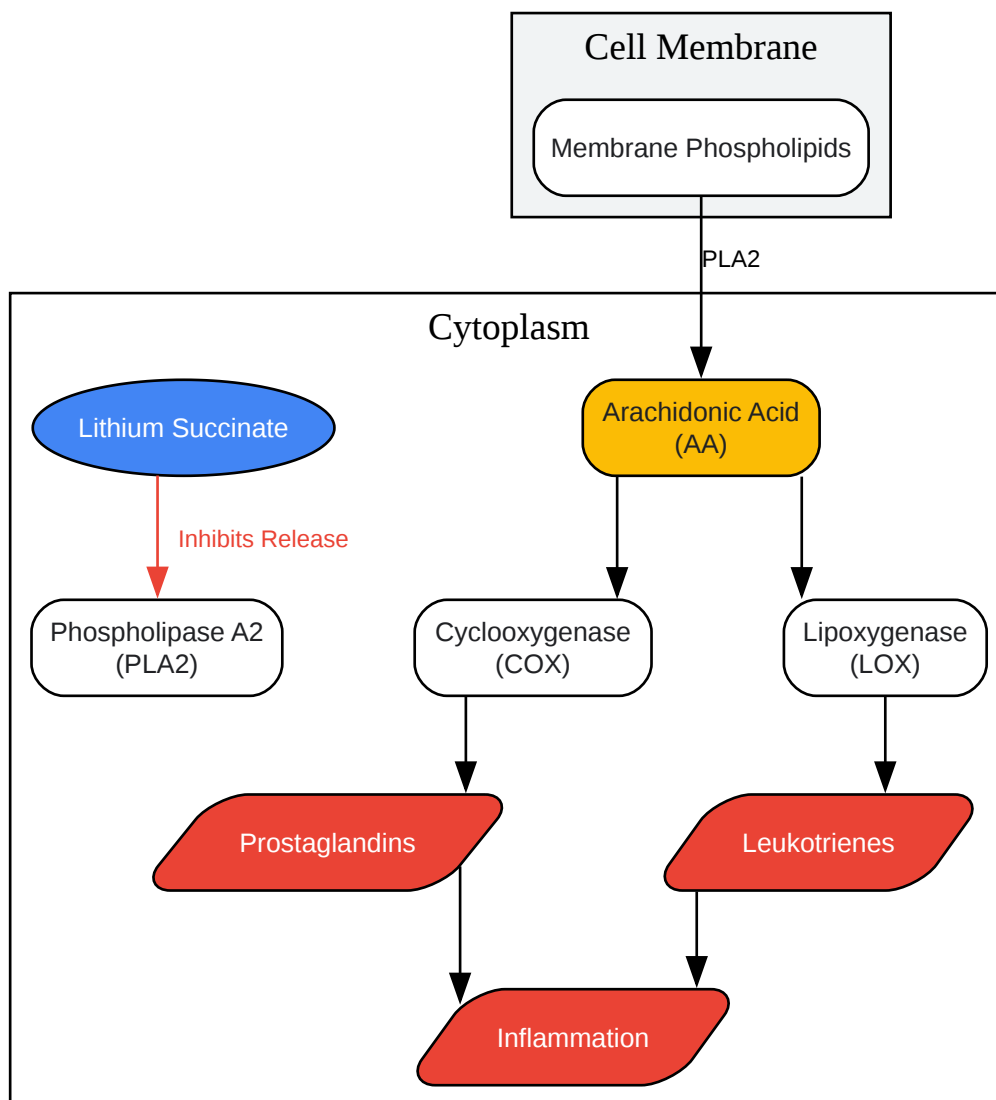 Cell Membrane
Membrane Phospholipids
PLA2
Cytoplasm
Lithium Succinate
Arachidonic Acid
(AA)
Inhibits Release
Phospholipase A2
(PLA2)
Cyclooxygenase
(COX)
Lipoxygenase
(LOX)
Prostaglandins
Leukotrienes
Inflammation